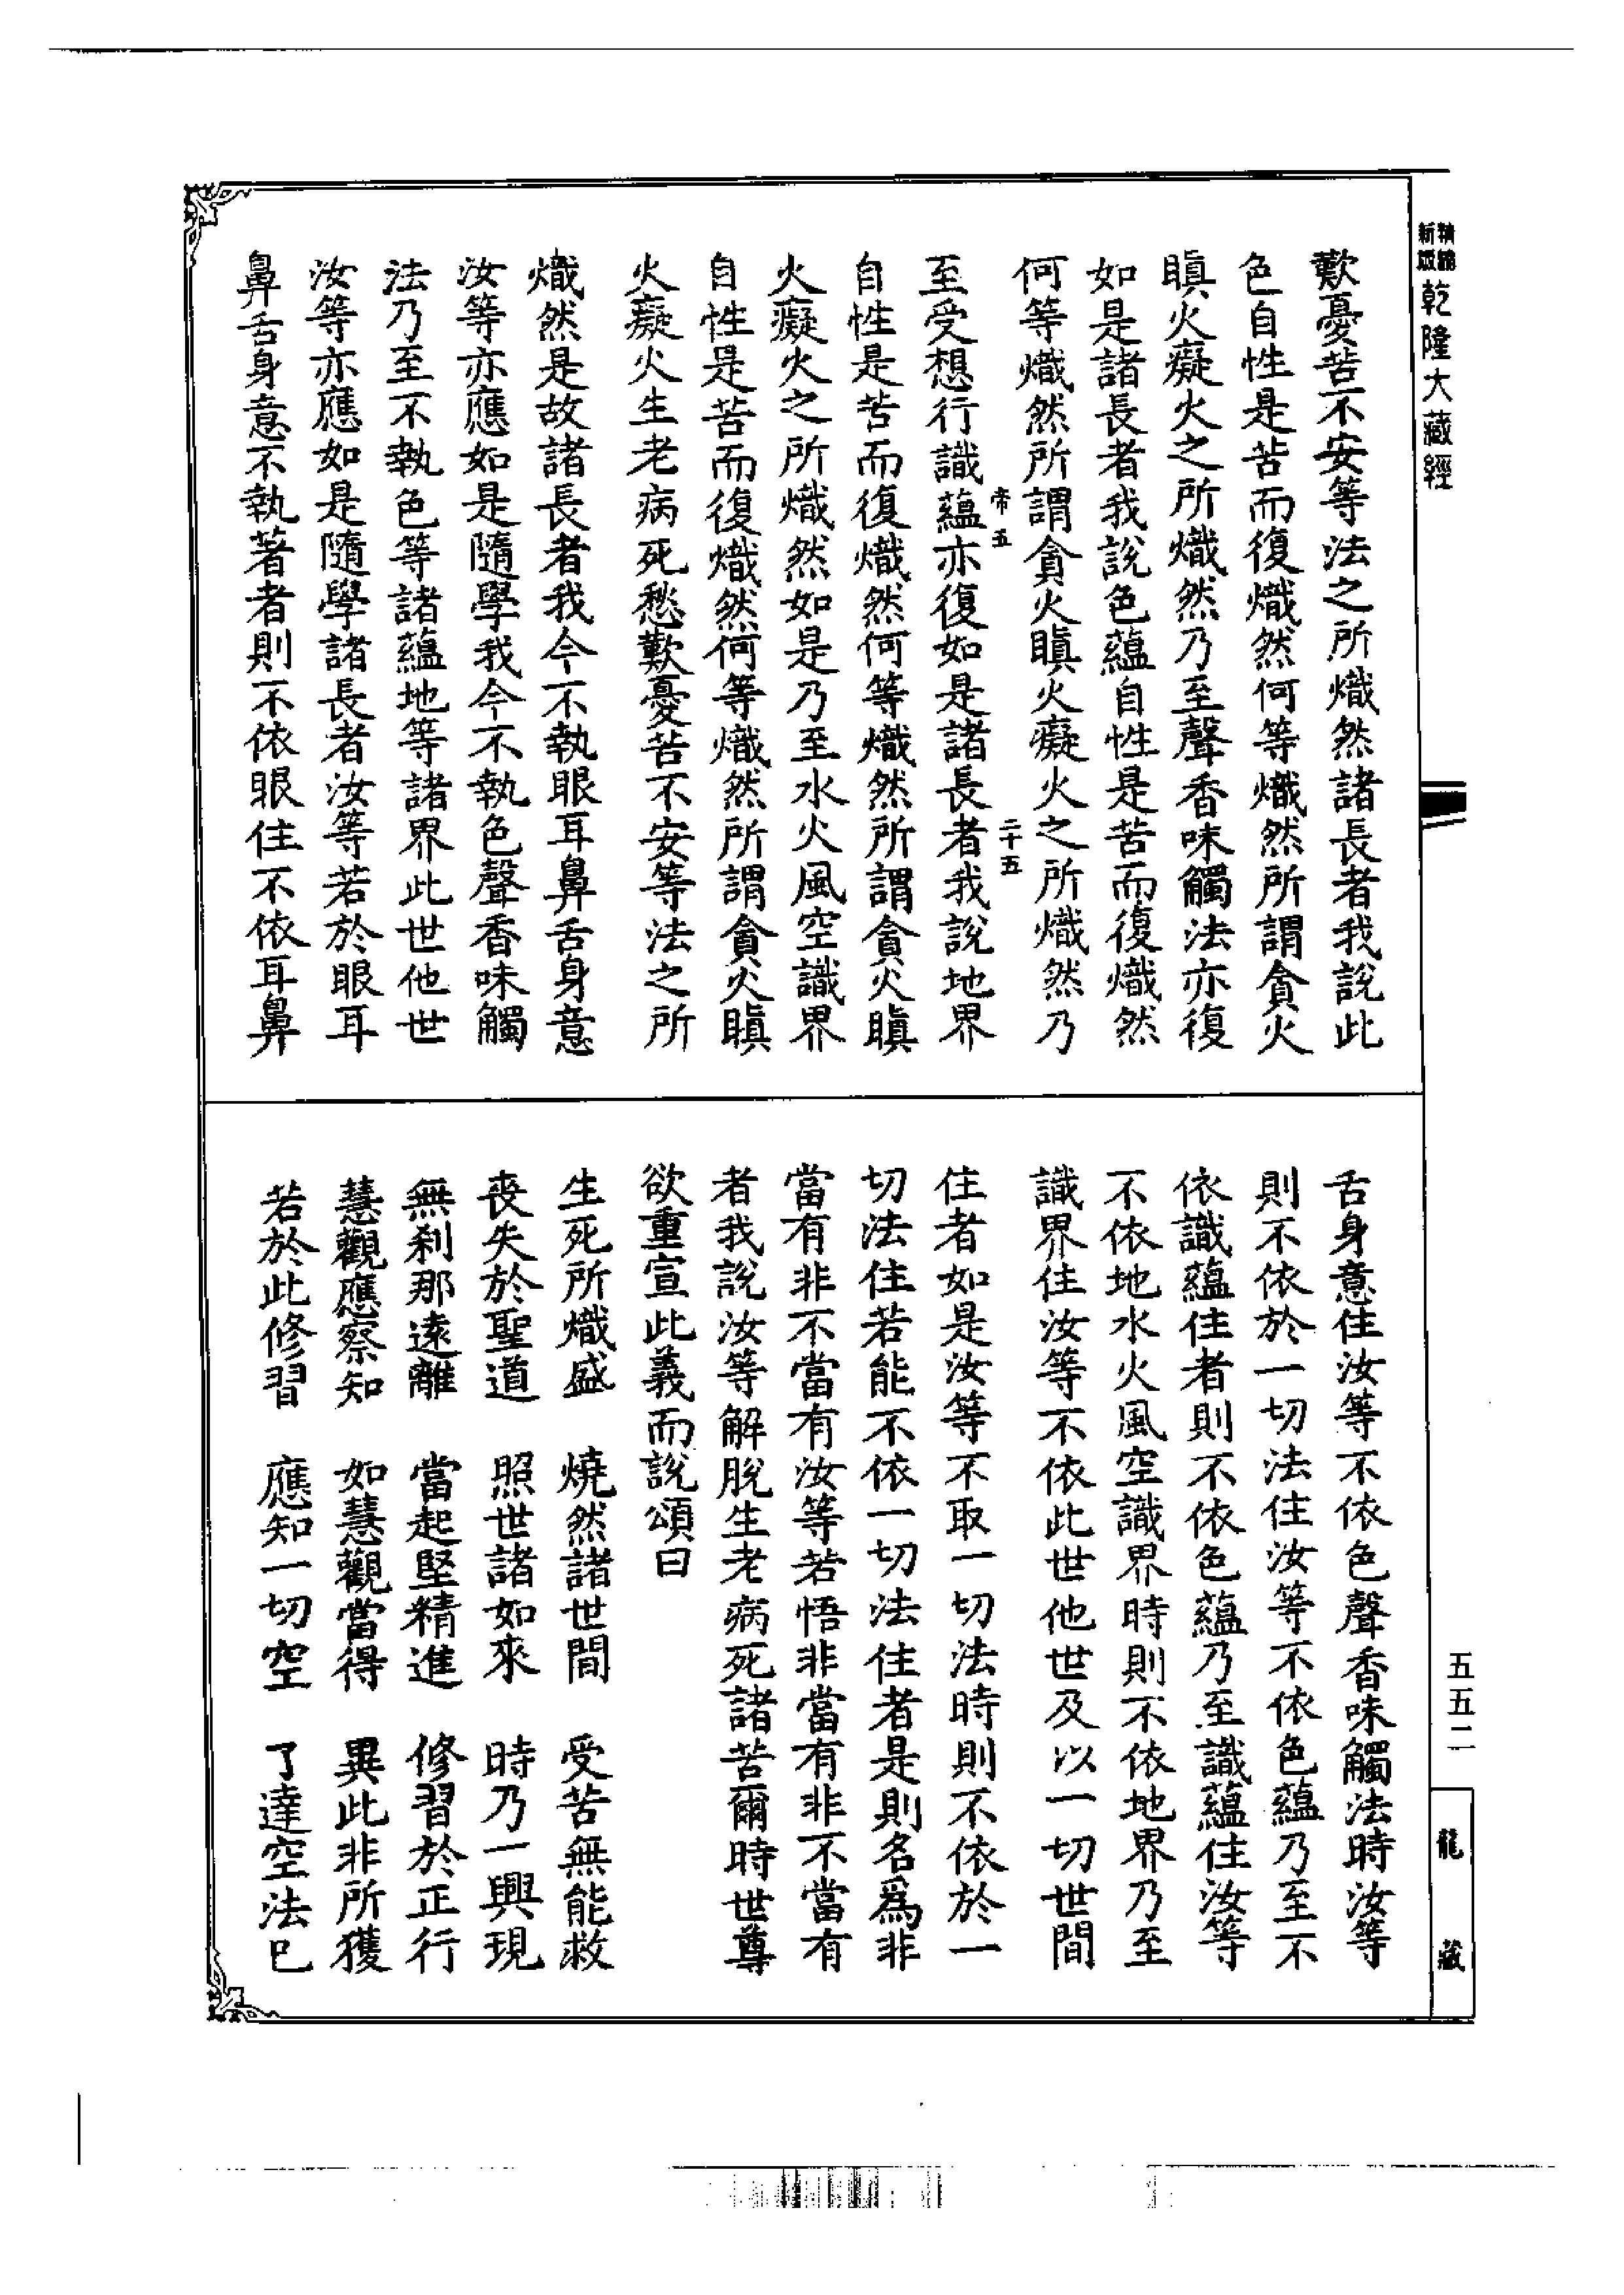 新版
精縮
乾隆大藏經
歎憂苦不安等法之所熾然諸長者我說此
色自性是苦而復熾然何等熾然所謂貪火
瞋火癡火之所熾然乃至聲香味觸法亦復
如是諸長者我說色蘊自性是苦而復熾然
何等熾然所謂貪火瞋火癡火之所熾然乃
帝五
二十五
至受想行識蘊亦復如是諸長者我說地界
自性是苦而復熾然何等熾然所謂貪火瞋
火癡火之所熾然如是乃至水火風空識界
自性是苦而復熾然何等熾然所謂貪火瞋
火癡火生老病死愁歎憂苦不安等法之所
熾然是故諸長者我今不執眼耳鼻舌身意
汝等亦應如是隨學我今不執色聲香味觸
法乃至不執色等諸蘊地等諸界此世他世
汝等亦應如是隨學諸長者汝等若於眼耳
鼻舌身意不執著者則不依眼住不依耳鼻
舌身意住汝等不依色聲香味觸法時汝等
則不依於一切法住汝等不依色蘊乃至不
依識蘊住者則不依色蘊乃至識蘊住汝等
不依地水火風空識界時則不依地界乃至
識界住汝等不依此世他世及以一切世間
住者如是汝等不取一切法時則不依於一
切法住若能不依一切法住者是則名爲非
當有非不當有汝等若悟非當有非不當有
者我說汝等解脫生老病死諸苦爾時世尊
欲重宣此義而說頌曰
生死所熾盛　燒然諸世間　受苦無能救
喪失於聖道　照世諸如來　時乃一興現
無刹那遠離　當起堅精進　修習於正行
慧觀應察知　如慧觀當得　異此非所獲
若於此修習　應知一切空　了達空法已
五五二
龍藏